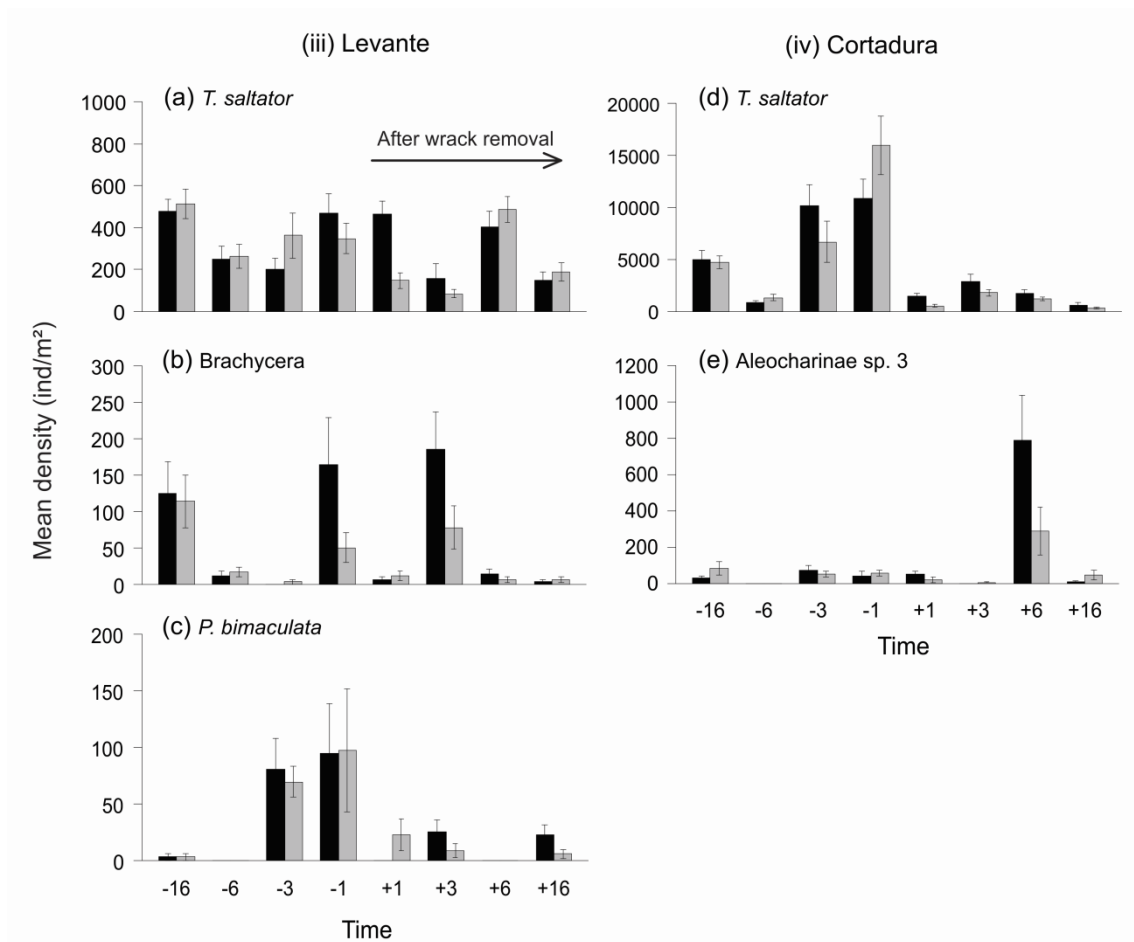 (iii) Levante
(iv) Cortadura
(a) T. saltator
1000
800
600
400
200
0
After wrack removal
(d) T. saltator
20000
15000
10000
5000
0
Mean density (ind/m²)
(b) Brachycera
300
250
200
150
100
50
0
(e) Aleocharinae sp. 3
1200
1000
800
600
400
200
0
-16 -6 -3 -1 +1 +3 +6 +16
Time
(c) P. bimaculata
200
150
100
50
0
-16 -6 -3 -1 +1 +3 +6 +16
Time